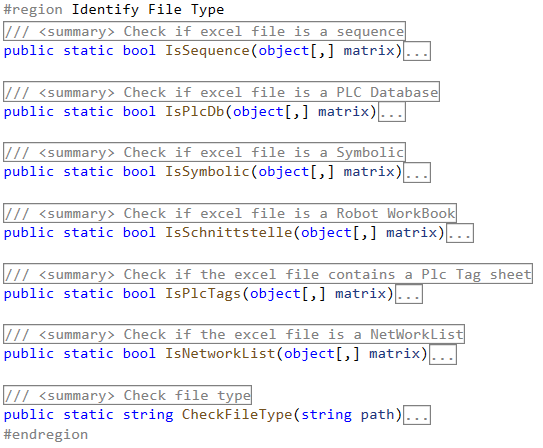 #region Identify File Type
/// <summary> Check if excel file is a sequence
public static bool IsSequence(object[,] matrix)...
/// <summary> Check if excel file is a PLC Database
public static bool IsPlcDb(object[,] matrix)...
/// <summary> Check if excel file is a Symbolic
public static bool IsSymbolic(object[,] matrix)...
/// <summary> Check if excel file is a Robot WorkBook
public static bool IsSchnittstelle(object[,] matrix)...
/// <summary> Check if the excel file contains a Plc Tag sheet
public static bool IsPlcTags(object[,] matrix)...
/// <summary> Check if the excel file is a NetWorkList
public static bool IsNetworkList(object[,] matrix)...
/// <summary> Check file type
public static string CheckFileType(string path)...
#endregion